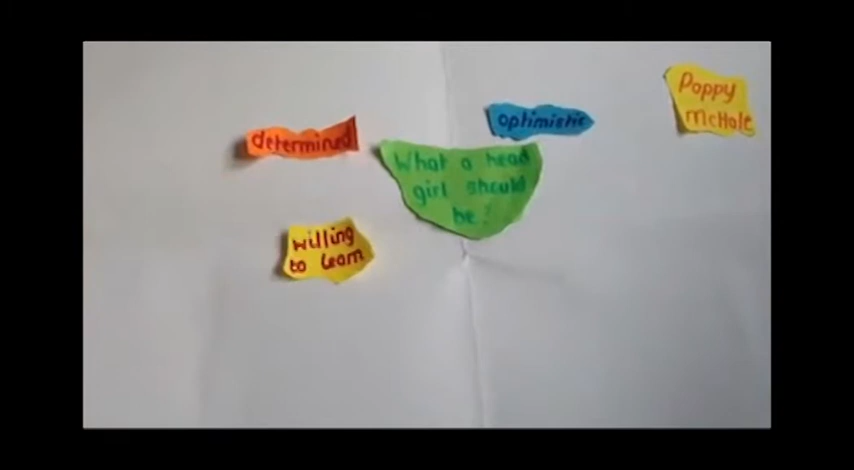 Poppy
McHale
optimistic
determined
What a head
girl should
be!
willing
to learn